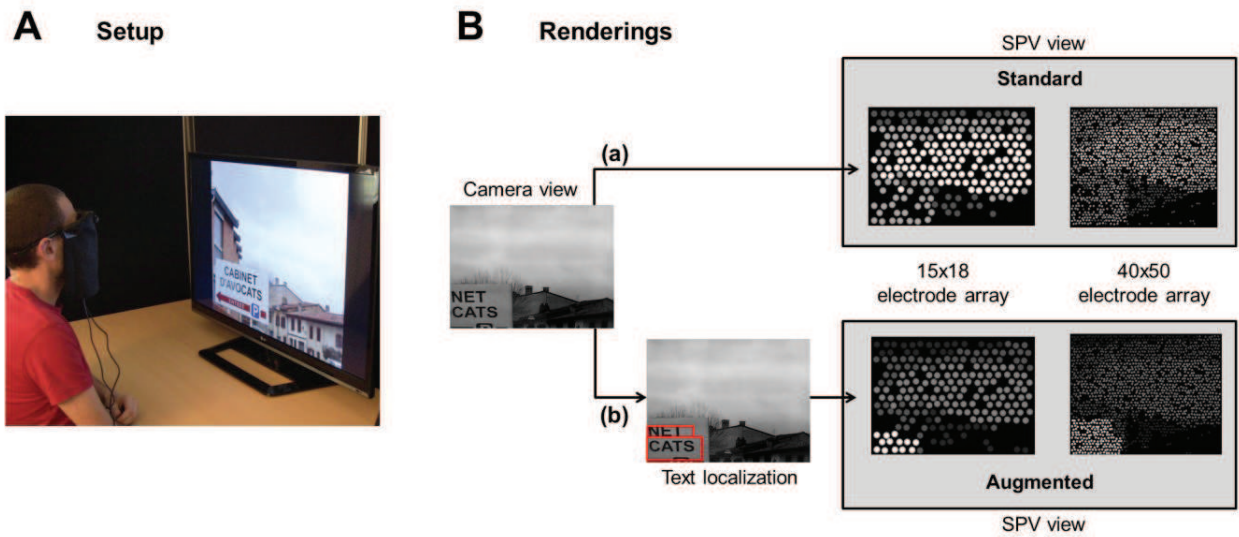 A Setup
CABINET
D'AVOCATS
P
B Renderings
SPV view
Standard
(a)
Camera view
NET
CATS
15x18
electrode array
40x50
electrode array
(b)
NET
CATS
Text localization
Augmented
SPV view